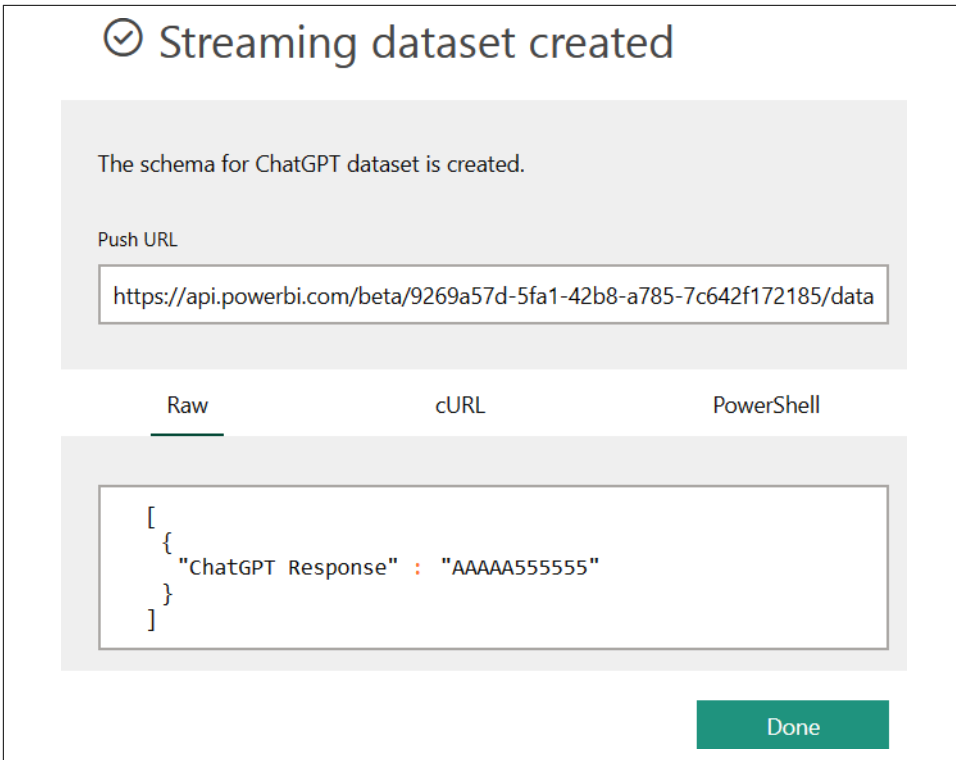 Streaming dataset created
The schema for ChatGPT dataset is created.
Push URL
https://api.powerbi.com/beta/9269a57d-5fa1-42b8-a785-7c642f172185/data
Raw cURL PowerShell
[
{
"ChatGPT Response" : "AAAAA555555"
}
]
Done